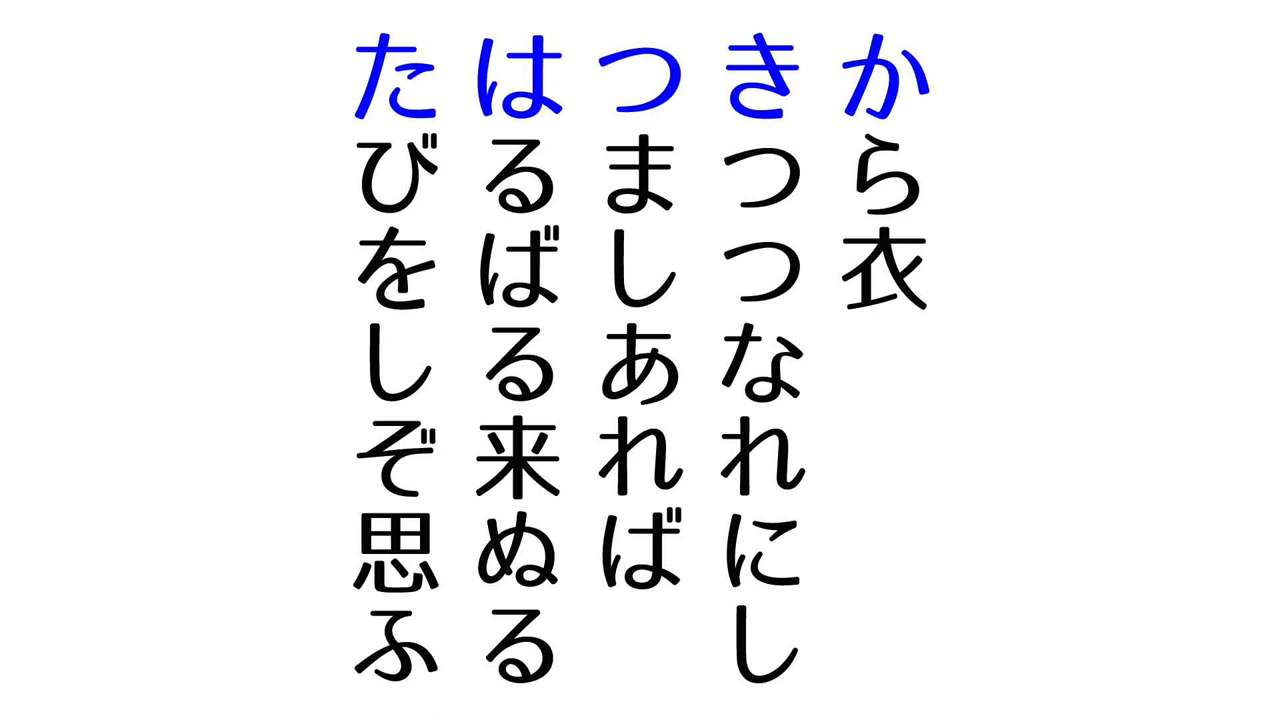 から衣
きつつなれにし
つましあれば
はるばる来ぬる
たびをしぞ思ふ